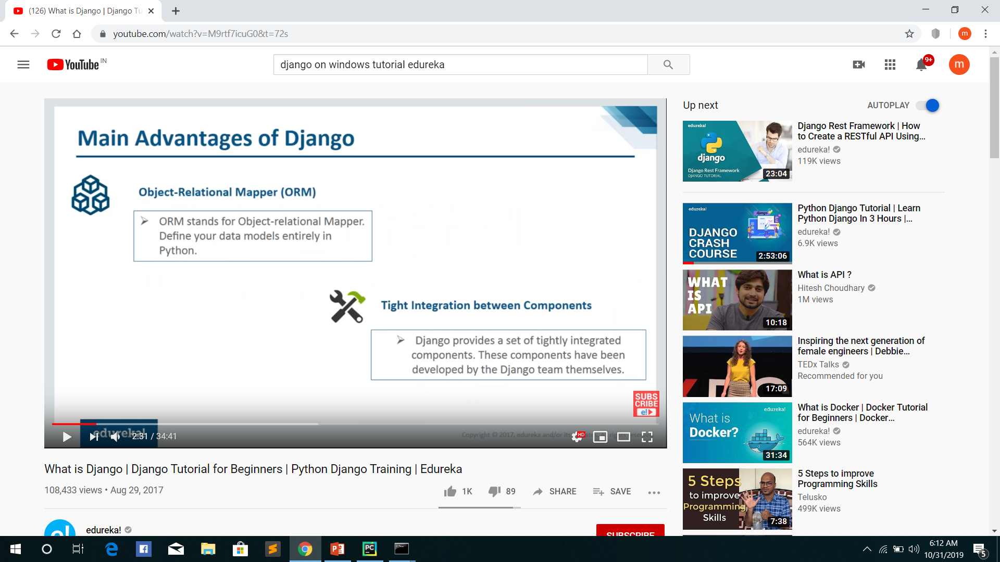 (126) What is Django | Django Tu
youtube.com/watch?v=M9rtf7icuG0&t=72s
m
YouTube IN
django on windows tutorial edureka
9+
m
Main Advantages of Django
Object-Relational Mapper (ORM)
➢ ORM stands for Object-relational Mapper.
Define your data models entirely in
Python.
Tight Integration between Components
➢ Django provides a set of tightly integrated
components. These components have been
developed by the Django team themselves.
SUBS
CRIBE
e!
edureka!
2:31 / 34:41
Copyright © 2017, edureka and/or its
HD
What is Django | Django Tutorial for Beginners | Python Django Training | Edureka
108,433 views • Aug 29, 2017
1K
89
SHARE
SAVE
edureka!
SUBSCRIBE
Up next
AUTOPLAY
edureka!
django
Django Rest Framework
DJANGO TUTORIAL
23:04
Django Rest Framework | How
to Create a RESTful API Using...
edureka!
119K views
edureka!
django
DJANGO
CRASH
COURSE
2:53:06
Python Django Tutorial | Learn
Python Django In 3 Hours |...
edureka!
6.9K views
WHAT
IS
API
10:18
What is API ?
Hitesh Choudhary
1M views
17:09
Inspiring the next generation of
female engineers | Debbie...
TEDx Talks
Recommended for you
edureka!
What is
Docker?
31:34
What is Docker | Docker Tutorial
for Beginners | Docker...
edureka!
564K views
5 Steps
to improve
Programming
Skills
7:38
5 Steps to improve
Programming Skills
Telusko
499K views
PC
6:12 AM
10/31/2019
5